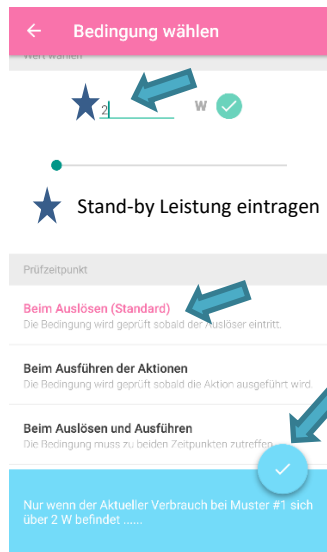 Bedingung wählen
Wert wählen
2 W
Stand-by Leistung eintragen
Prüfzeitpunkt
Beim Auslösen (Standard)
Die Bedingung wird geprüft sobald der Auslöser eintritt.
Beim Ausführen der Aktionen
Die Bedingung wird geprüft sobald die Aktion ausgeführt wird.
Beim Auslösen und Ausführen
Die Bedingung muss zu beiden Zeitpunkten zutreffen.
Nur wenn der Aktueller Verbrauch bei Muster #1 sich
über 2 W befindet ......